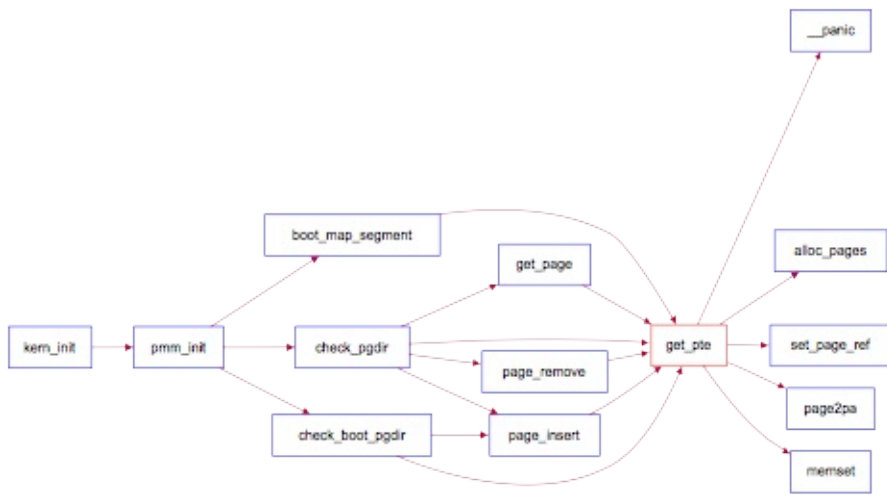 __panic
boot_map_segment
alloc_pages
get_page
kern_init
pmm_init
check_pgdir
get_pte
set_page_ref
page_remove
page2pa
check_boot_pgdir
page_insert
memset